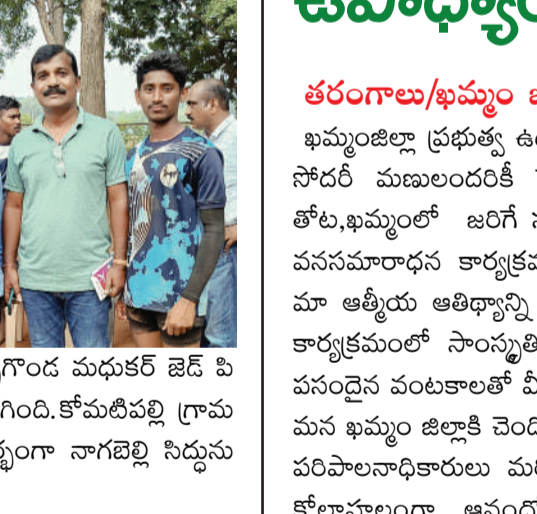 గొండ మధుకర్ జెడ్ పి
గింది.కోమటిపల్లి గ్రామ
నాగబెల్లి సిద్ధును
తరంగాలు/ఖమ్మం
ఖమ్మంజిల్లా ప్రభుత్వ
సోదరీ మణులందరికీ
తోట,ఖమ్మంలో జరిగే
వనసమారాధన కార్యక్రమ
మా ఆత్మీయ ఆతిథ్యాన్ని
కార్యక్రమంలో సాంస్కృతి
పసందైన వంటకాలతో
మన ఖమ్మం జిల్లాకి చెంది
పరిపాలనాధికారులు
కోలాహలంగా